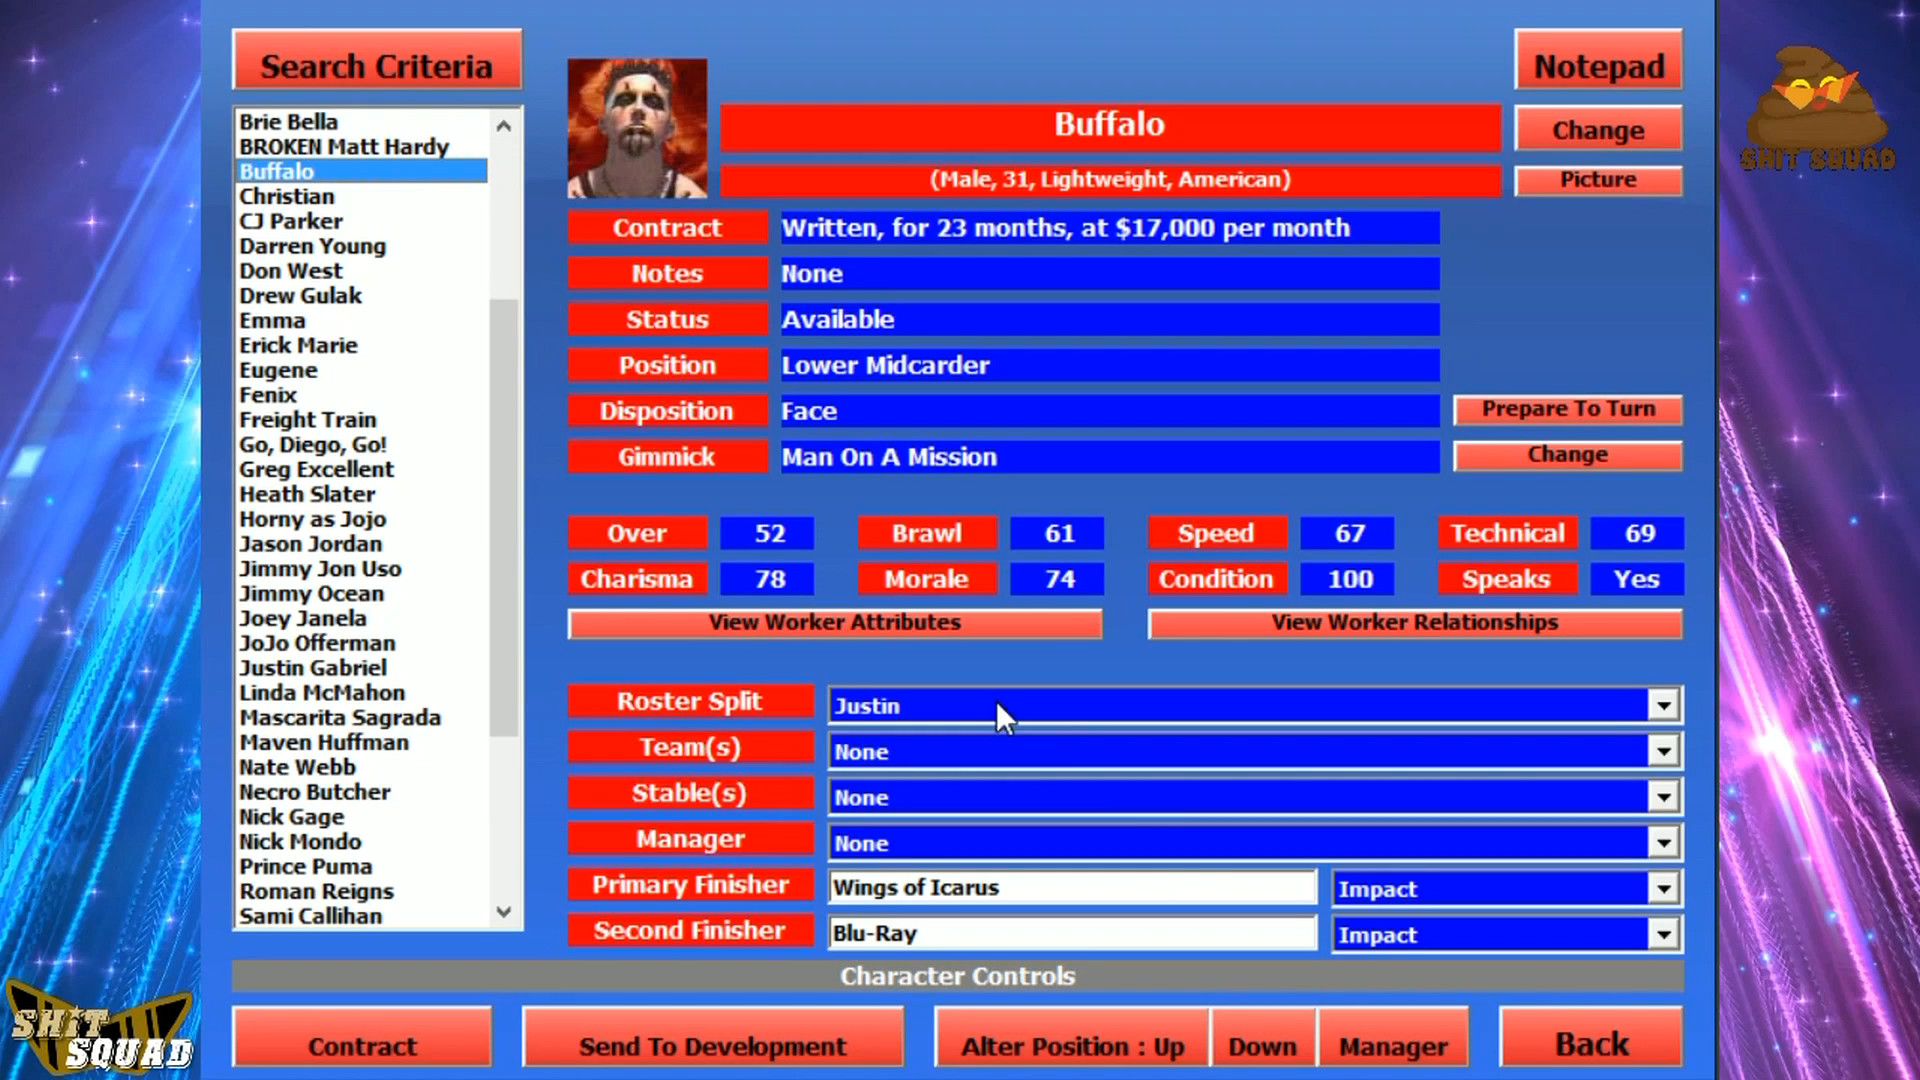 Search Criteria
Notepad
Brie Bella
BROKEN Matt Hardy
Buffalo
Christian
CJ Parker
Darren Young
Don West
Drew Gulak
Emma
Erick Marie
Eugene
Fenix
Freight Train
Go, Diego, Go!
Greg Excellent
Heath Slater
Horny as Jojo
Jason Jordan
Jimmy Jon Uso
Jimmy Ocean
Joey Janela
JoJo Offerman
Justin Gabriel
Linda McMahon
Mascarita Sagrada
Maven Huffman
Nate Webb
Necro Butcher
Nick Gage
Nick Mondo
Prince Puma
Roman Reigns
Sami Callihan
Buffalo
Change
(Male, 31, Lightweight, American)
Picture
Contract Written, for 23 months, at $17,000 per month
Notes None
Status Available
Position Lower Midcarder
Disposition Face Prepare To Turn
Gimmick Man On A Mission Change
Over 52 Brawl 61 Speed 67 Technical 69
Charisma 78 Morale 74 Condition 100 Speaks Yes
View Worker Attributes View Worker Relationships
Roster Split Justin
Team(s) None
Stable(s) None
Manager None
Primary Finisher Wings of Icarus Impact
Second Finisher Blu-Ray Impact
Character Controls
Contract Send To Development Alter Position : Up Down Manager Back
SHIT SQUAD
SHIT
SQUAD